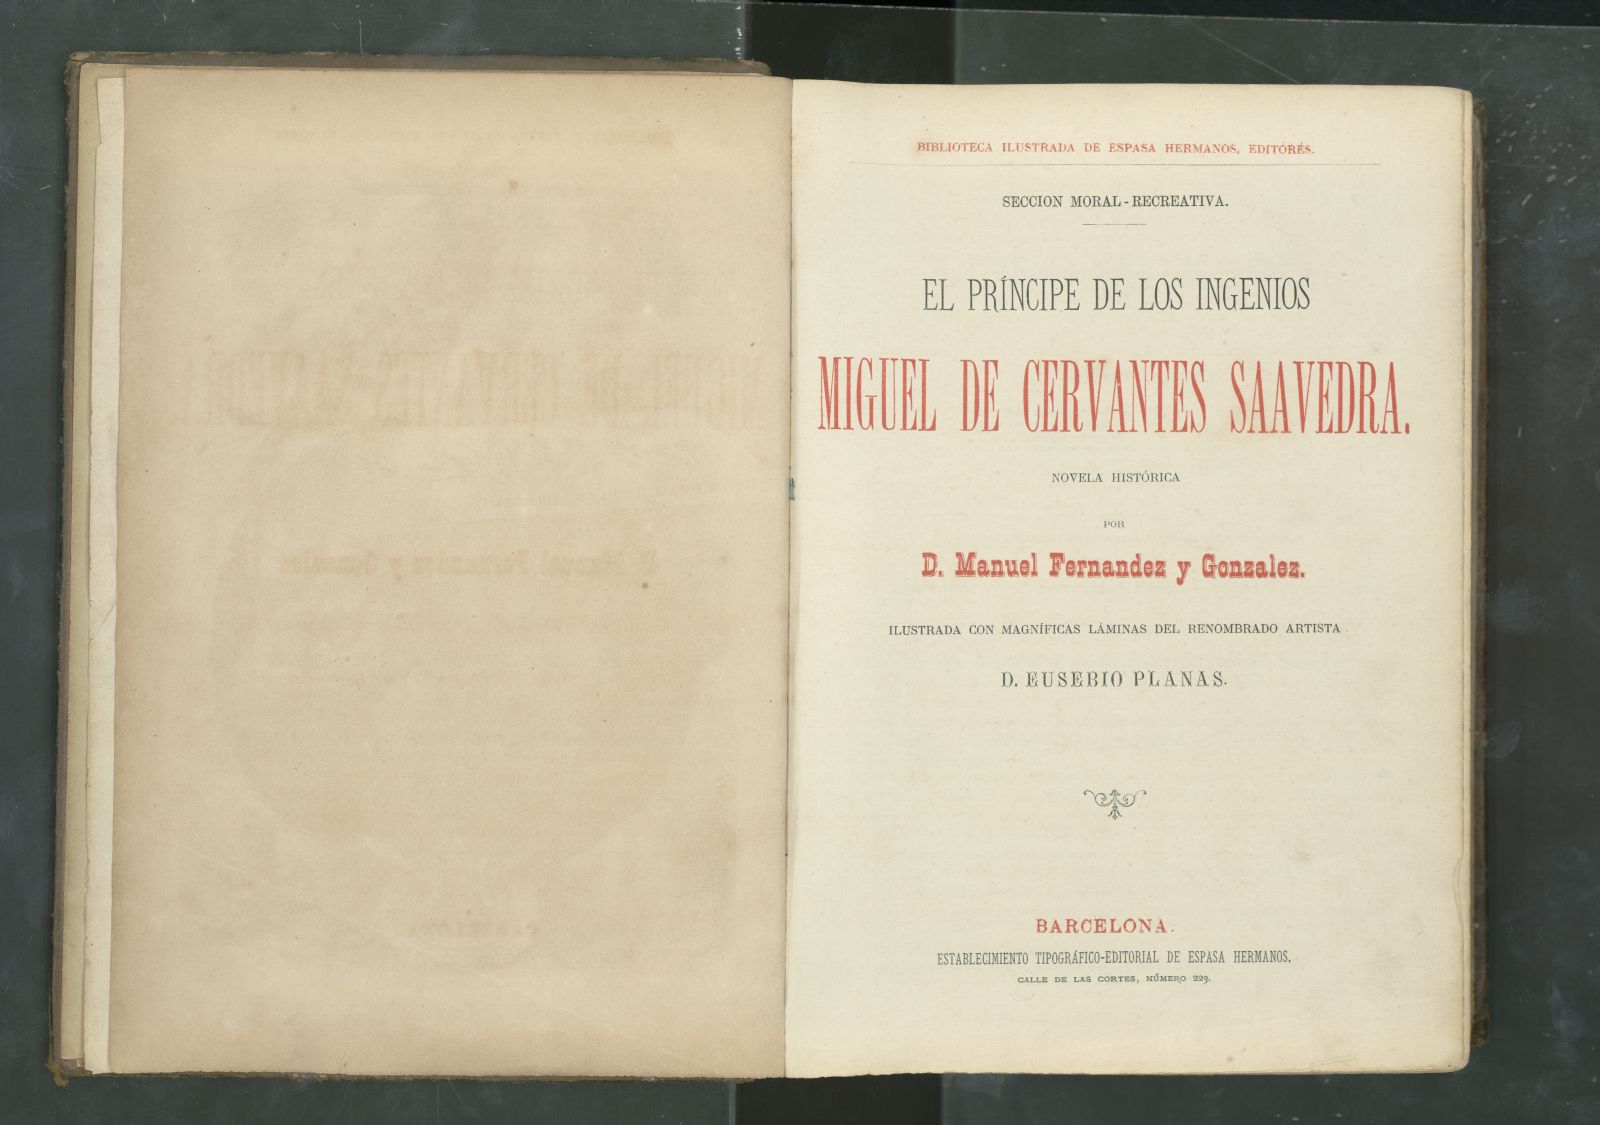 BIBLIOTECA ILUSTRADA DE ESPASA HERMANOS, EDITORES.
SECCION MORAL-RECREATIVA.
EL PRÍNCIPE DE LOS INGENIOS
MIGUEL DE CERVANTES SAAVEDRA.
NOVELA HISTÓRICA
POR
D. Manuel Fernandez y Gonzalez.
ILUSTRADA CON MAGNÍFICAS LÁMINAS DEL RENOMBRADO ARTISTA
D. EUSEBIO PLANAS.
BARCELONA.
ESTABLECIMIENTO TIPOGRÁFICO-EDITORIAL DE ESPASA HERMANOS,
CALLE DE LAS CORTES, NÚMERO 223.